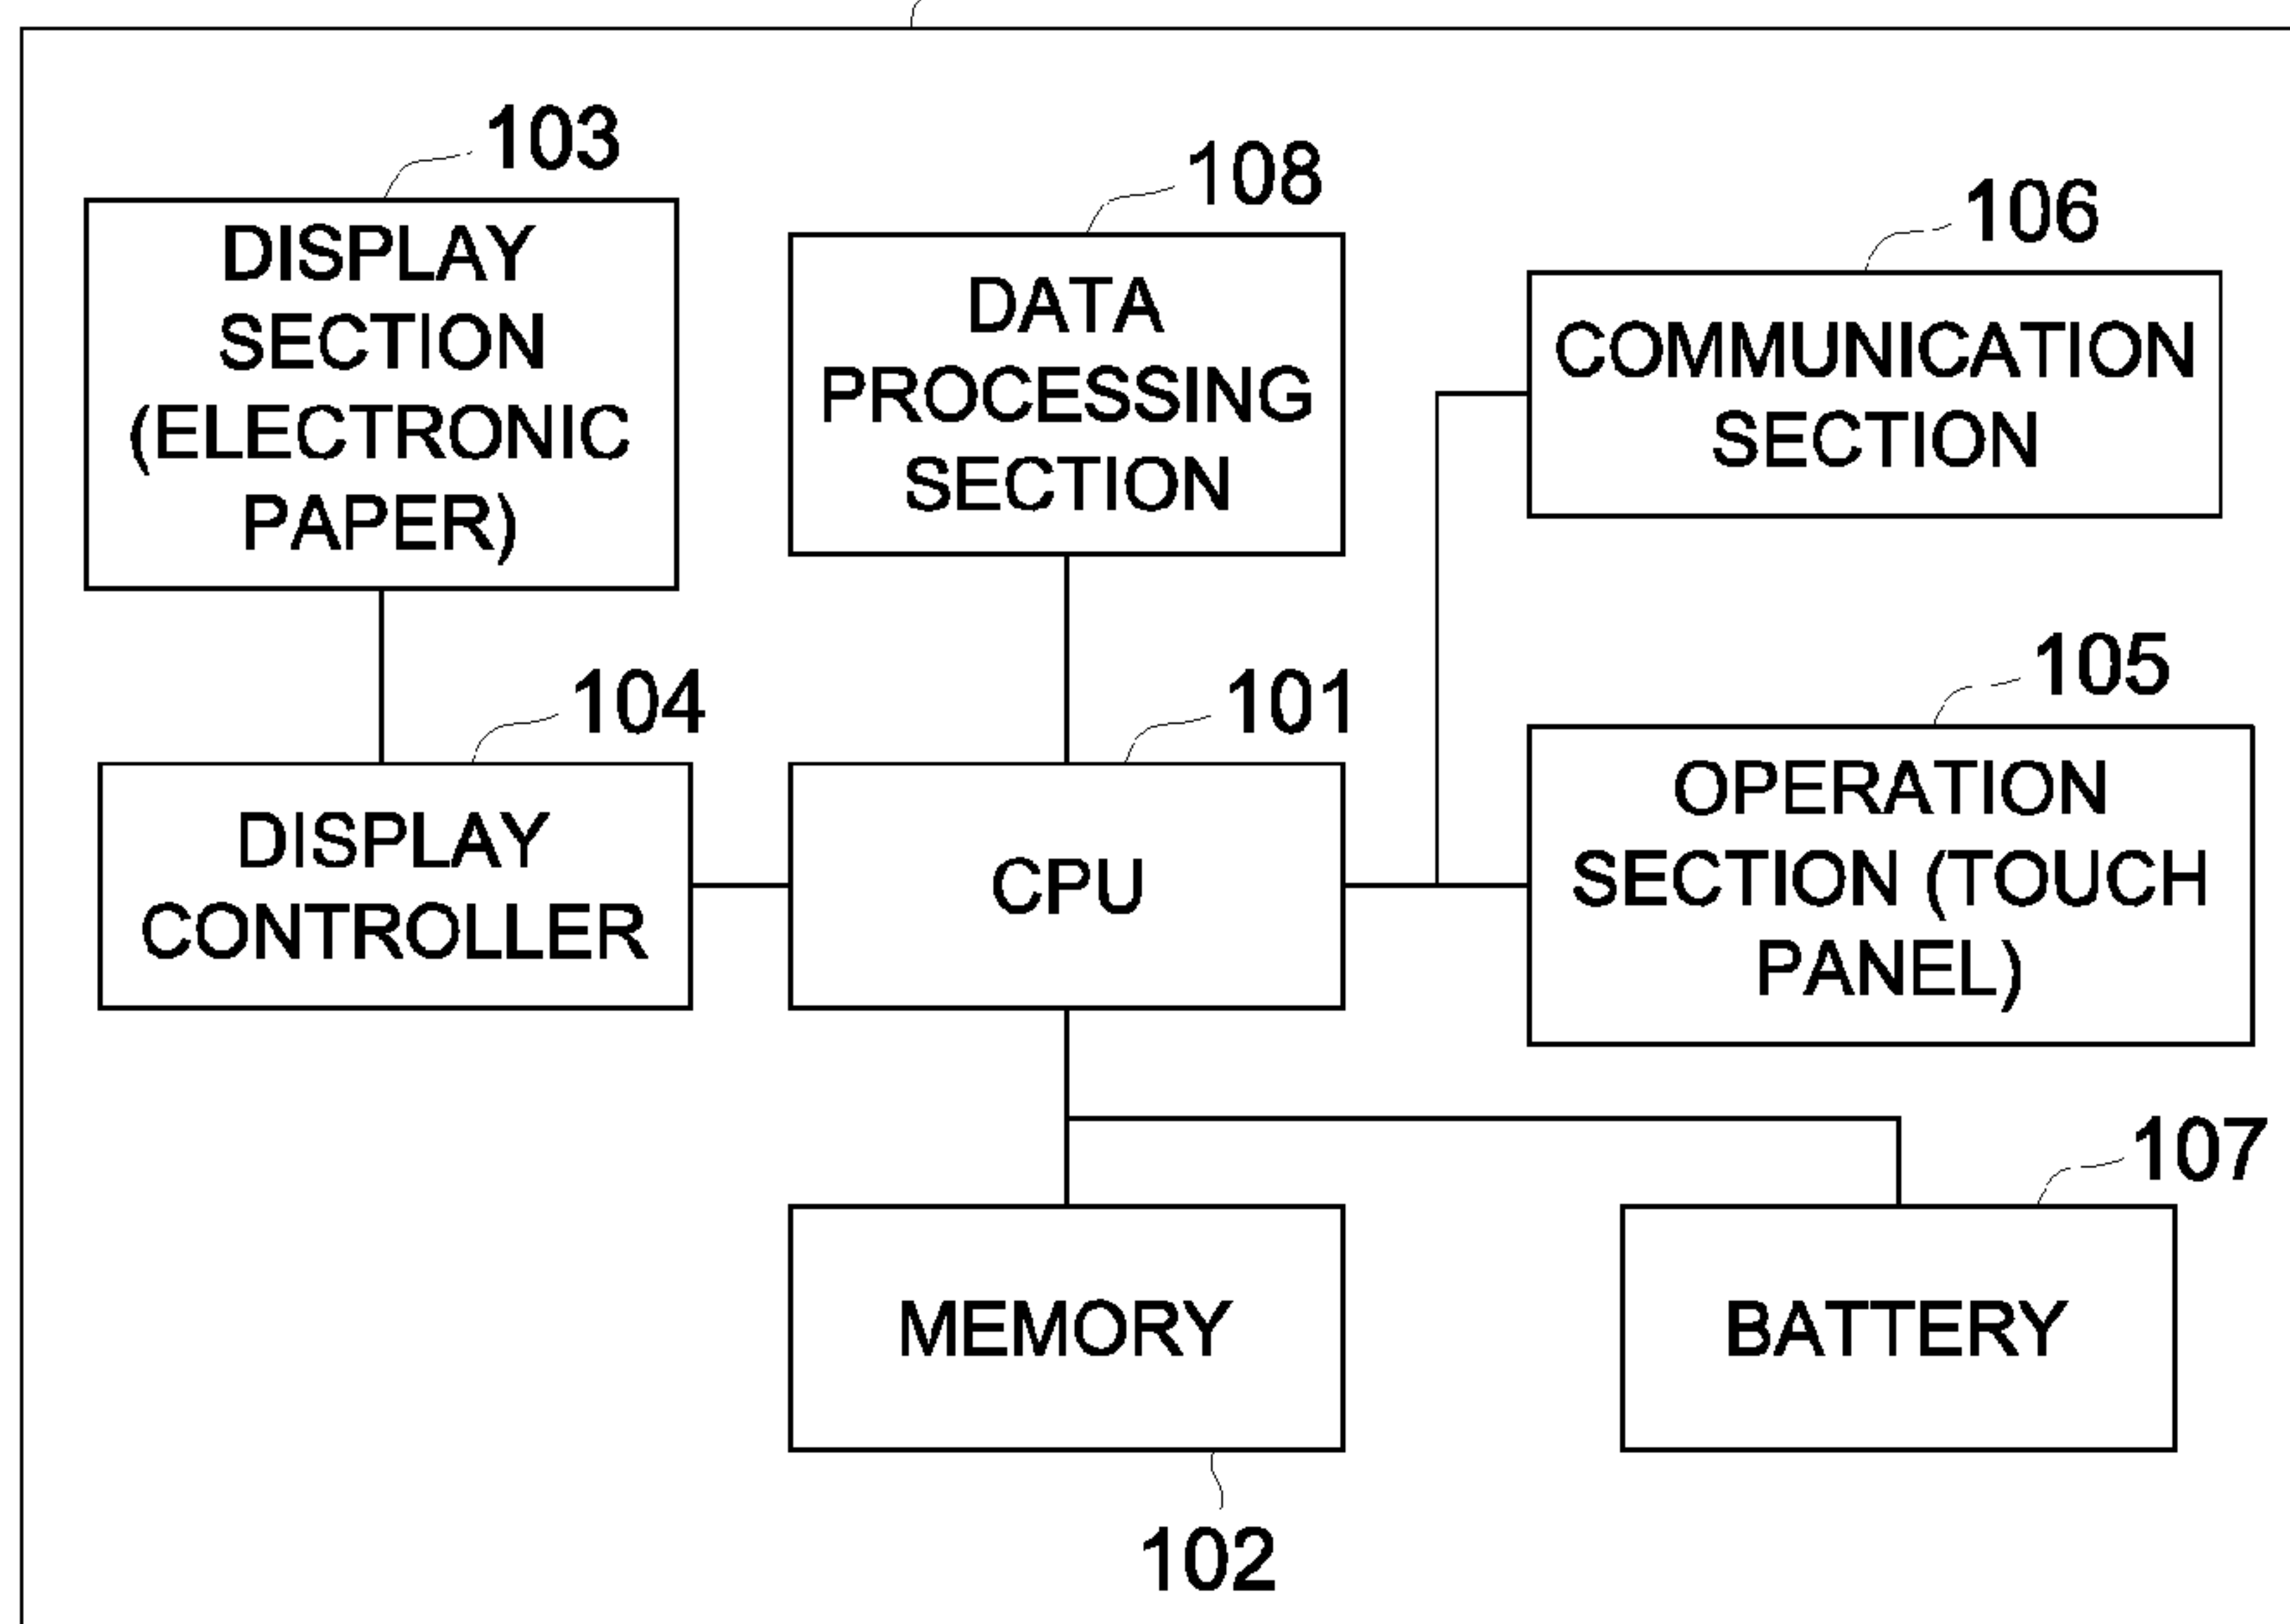 103
DISPLAY
SECTION
(ELECTRONIC
PAPER)
108
DATA
PROCESSING
SECTION
106
COMMUNICATION
SECTION
104
DISPLAY
CONTROLLER
101
CPU
105
OPERATION
SECTION (TOUCH
PANEL)
MEMORY
102
107
BATTERY